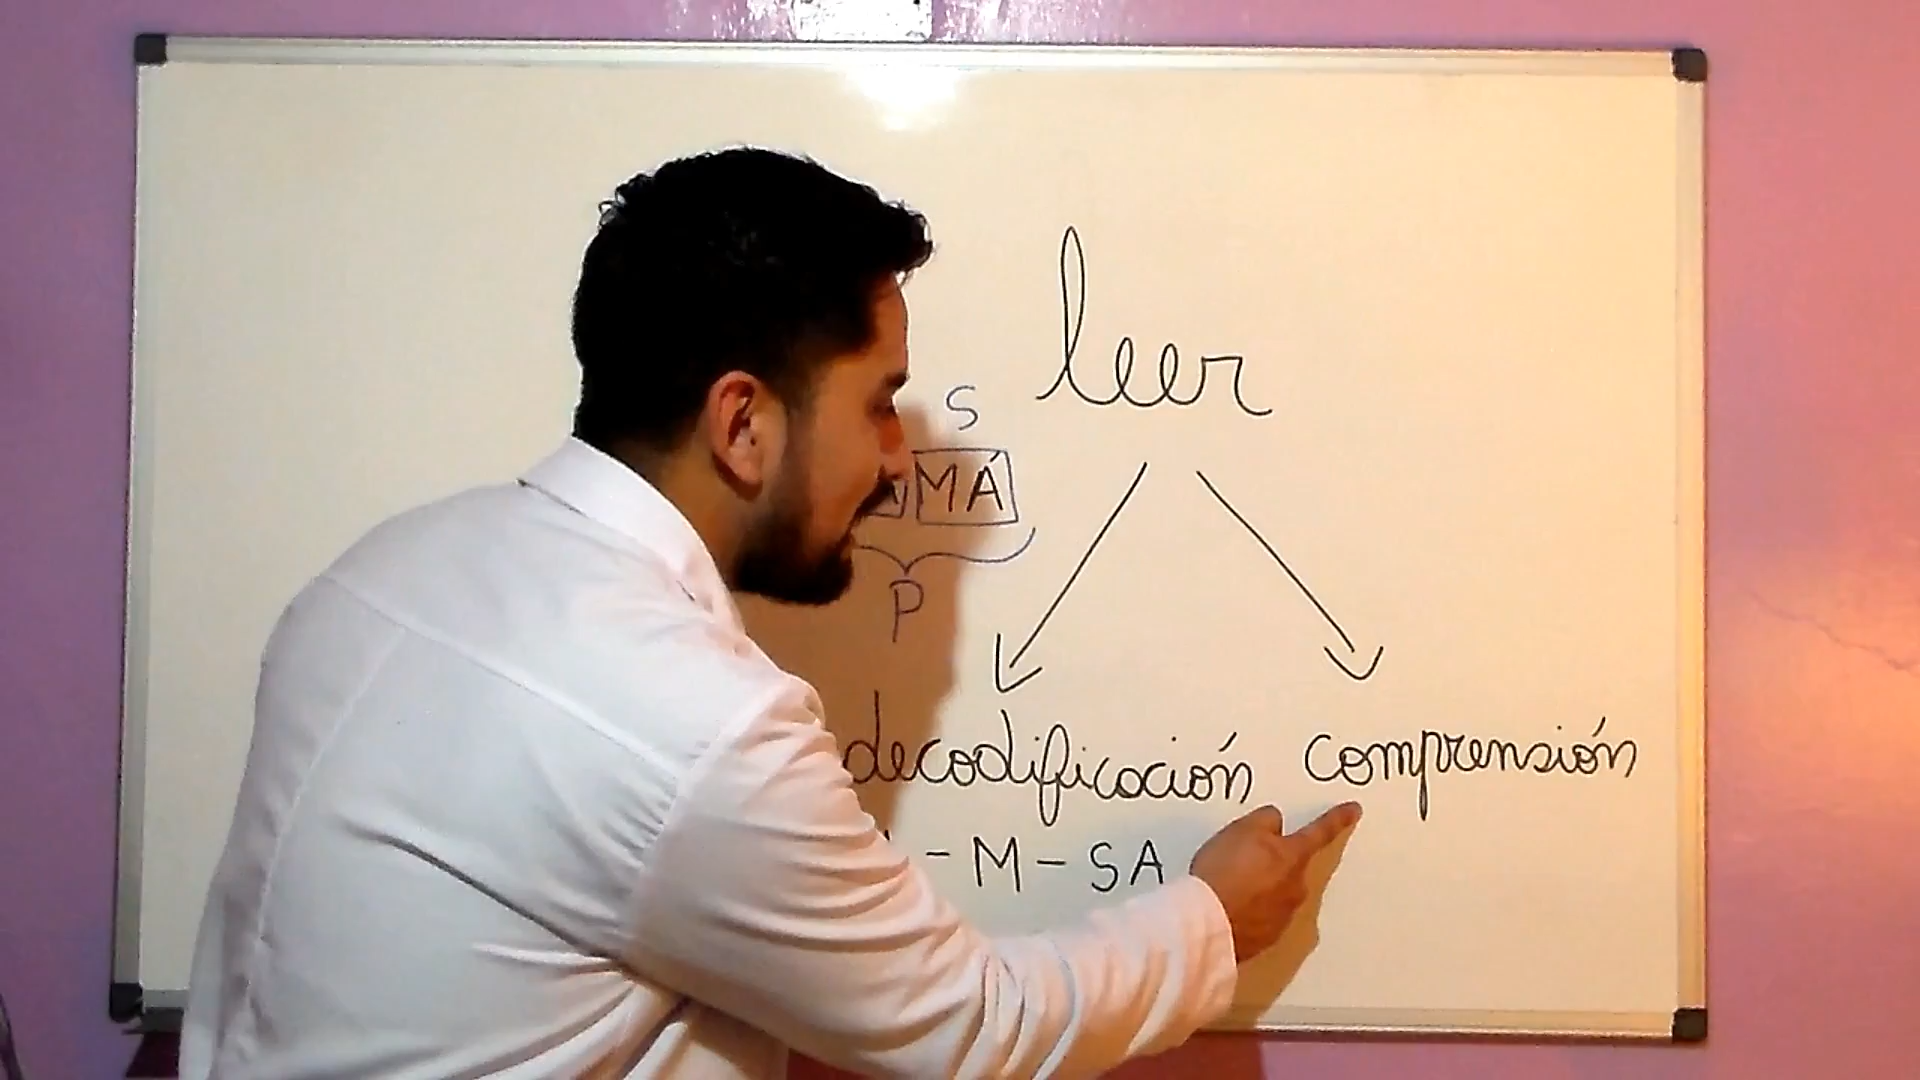 leer
S
MÁ
P
decodificación comprensión
- M - SA